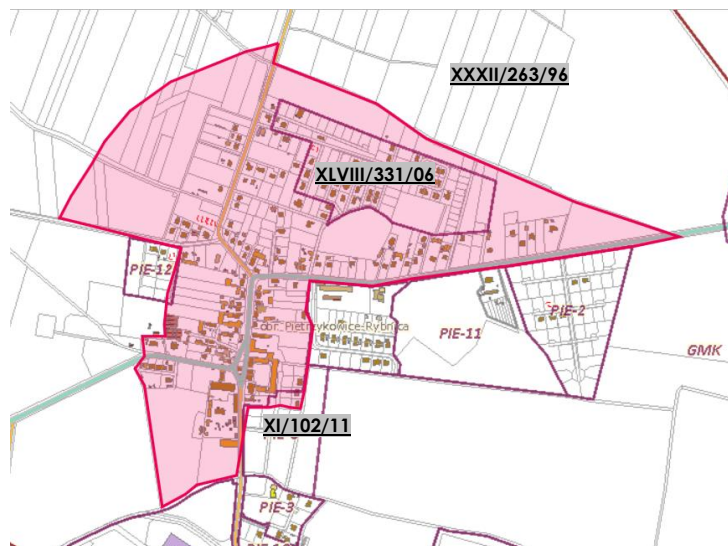 XXXII/263/96
XLVIII/331/06
PIE-12
PIE-2
obr. Pietrzykowice-Rybnica
PIE-11
GMK
XI/102/11
PIE-3